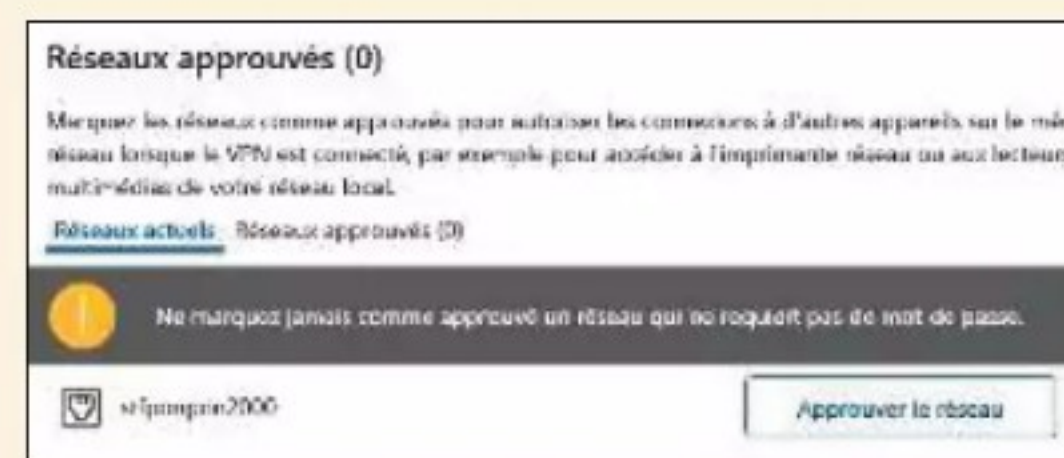 Réseaux approuvés (0)
Marquez les réseaux comme approuvés pour autoriser les connexions à d'autres appareils sur le mê
réseau lorsque le VPN est connecté, par exemple pour accéder à l'imprimante réseau ou aux lecteur
multimédias de votre réseau local.
Réseaux actuels Réseaux approuvés (0)
Ne marquez jamais comme approuvé un réseau qui ne requiert pas de mot de passe.
Approuver le réseau